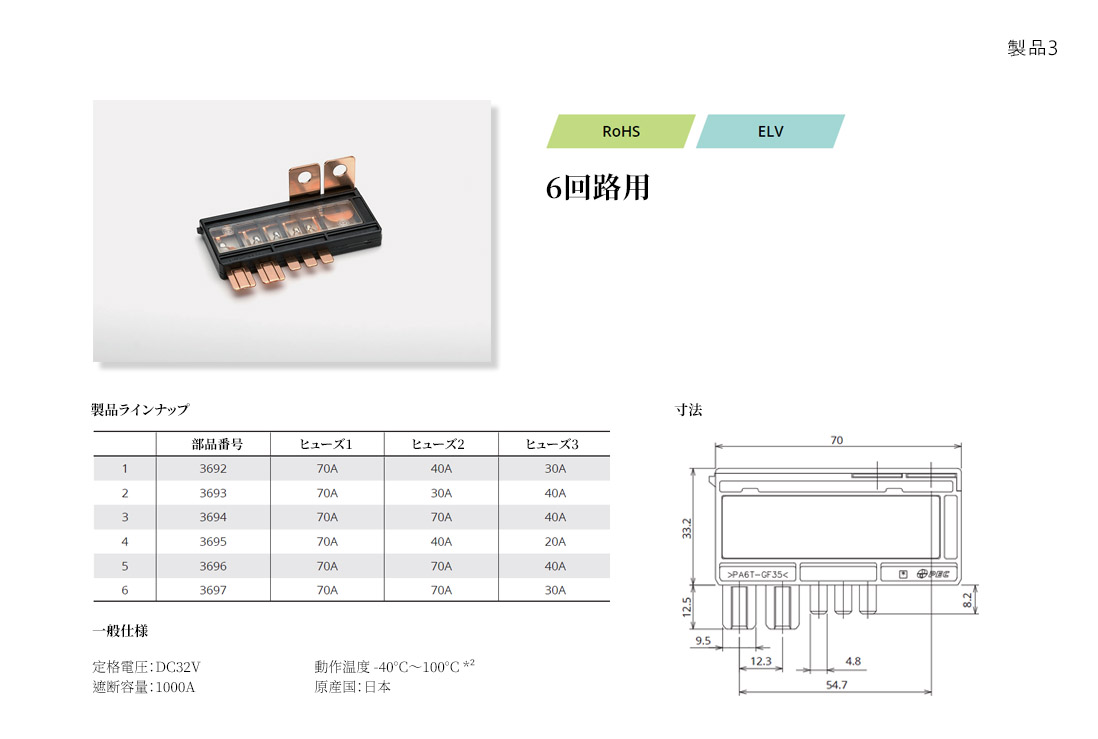 製品3
RoHS
ELV
6回路用
製品ラインナップ
部品番号 ヒューズ1 ヒューズ2 ヒューズ3
1 3692 70A 40A 30A
2 3693 70A 30A 40A
3 3694 70A 70A 40A
4 3695 70A 40A 20A
5 3696 70A 70A 40A
6 3697 70A 70A 30A
一般仕様
定格電圧：DC32V
遮断容量：1000A
動作温度 -40℃～100℃ *2
原産国：日本
寸法
70
33.2
>PA6T-GF35<
PEC
12.5
8.2
9.5
12.3
4.8
54.7